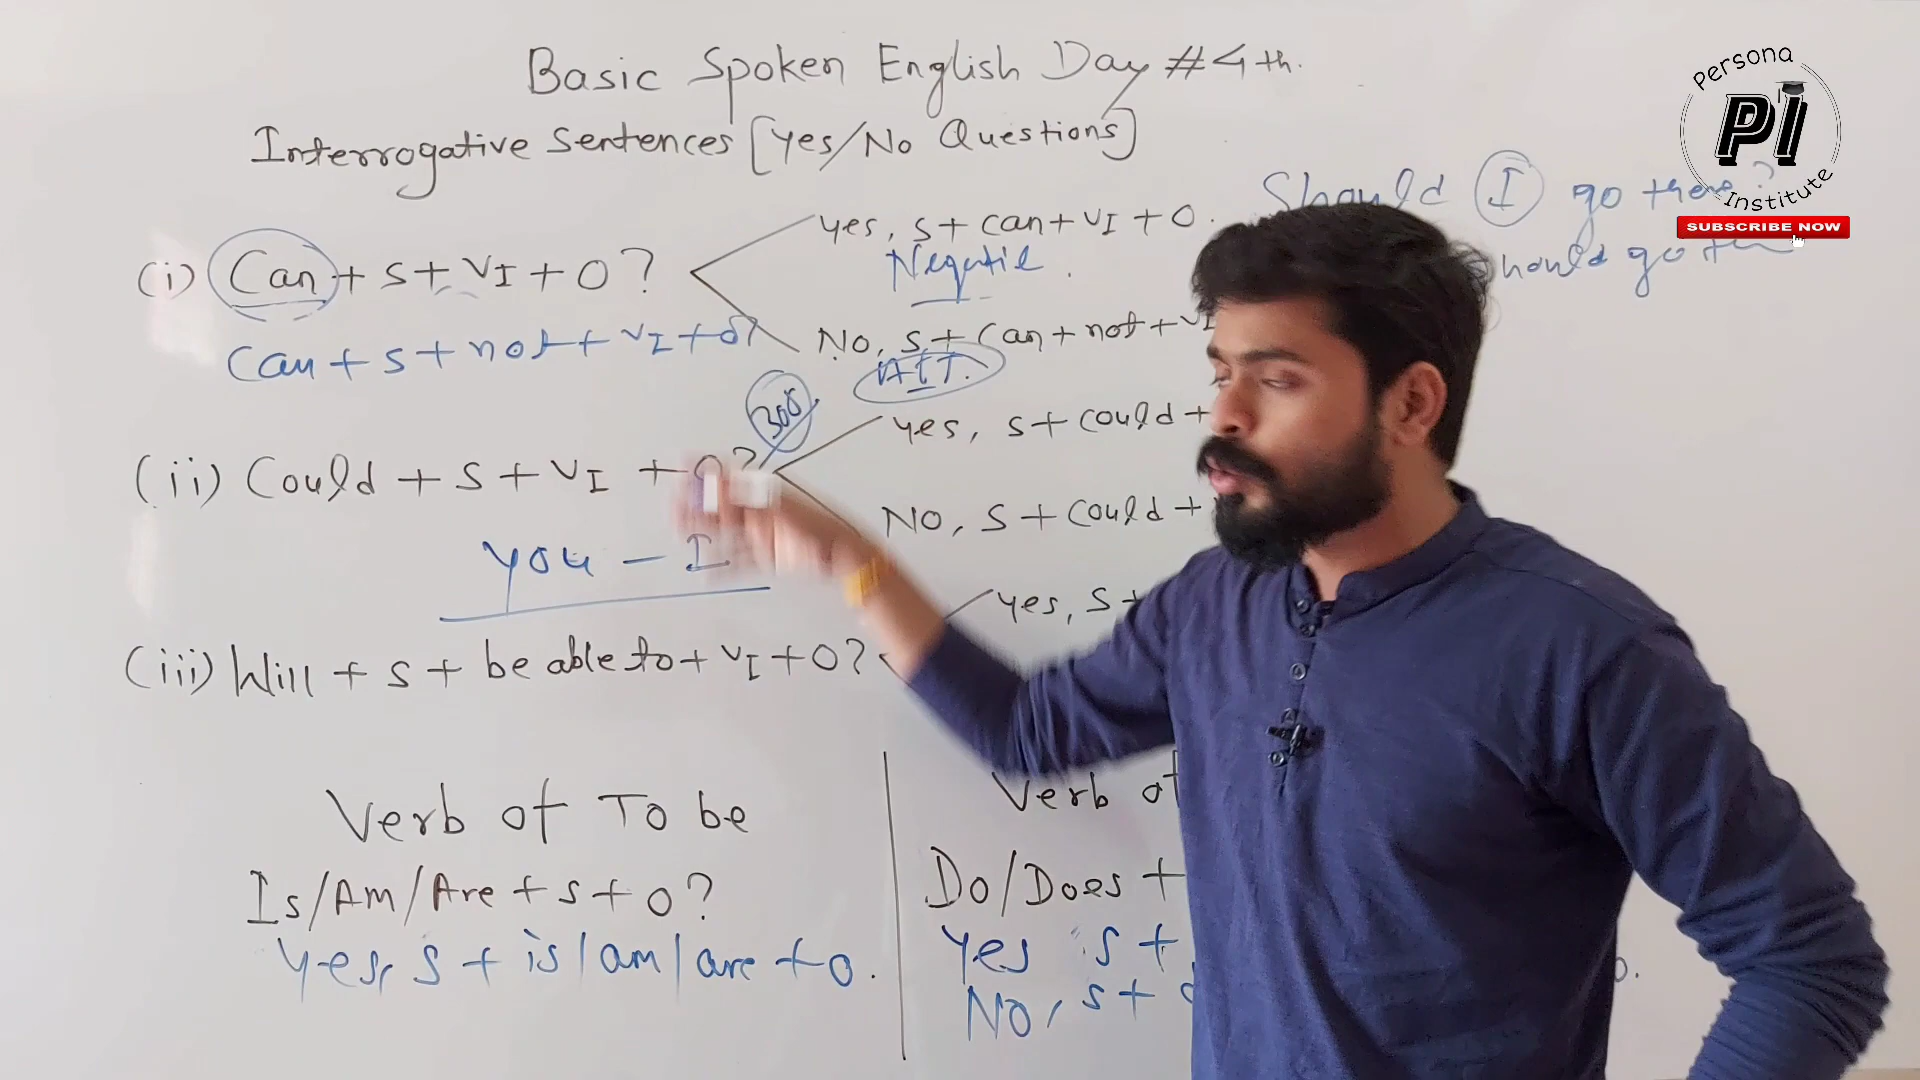 Basic Spoken English Day #4th.
Interrogative Sentences [Yes/No Questions]
Persona
PI
Institute
SUBSCRIBE NOW
Should I go there?
should go the
(i) Can + S + VI + O?
Yes, S + Can + VI + O.
Negatie.
No, S + Can + not + VI
Can + S + not + VI + O?
300
(ii) Could + S + VI + O?
Yes, S + Could +
NO, S + Could +
You - I
(iii) Will + S + be able to + VI + O?
Yes, S +
Verb of To be
Is/Am/Are + S + O?
Yes, S + is/am/are + O.
Verb of
Do/Does +
Yes S +
No, S + d
o.